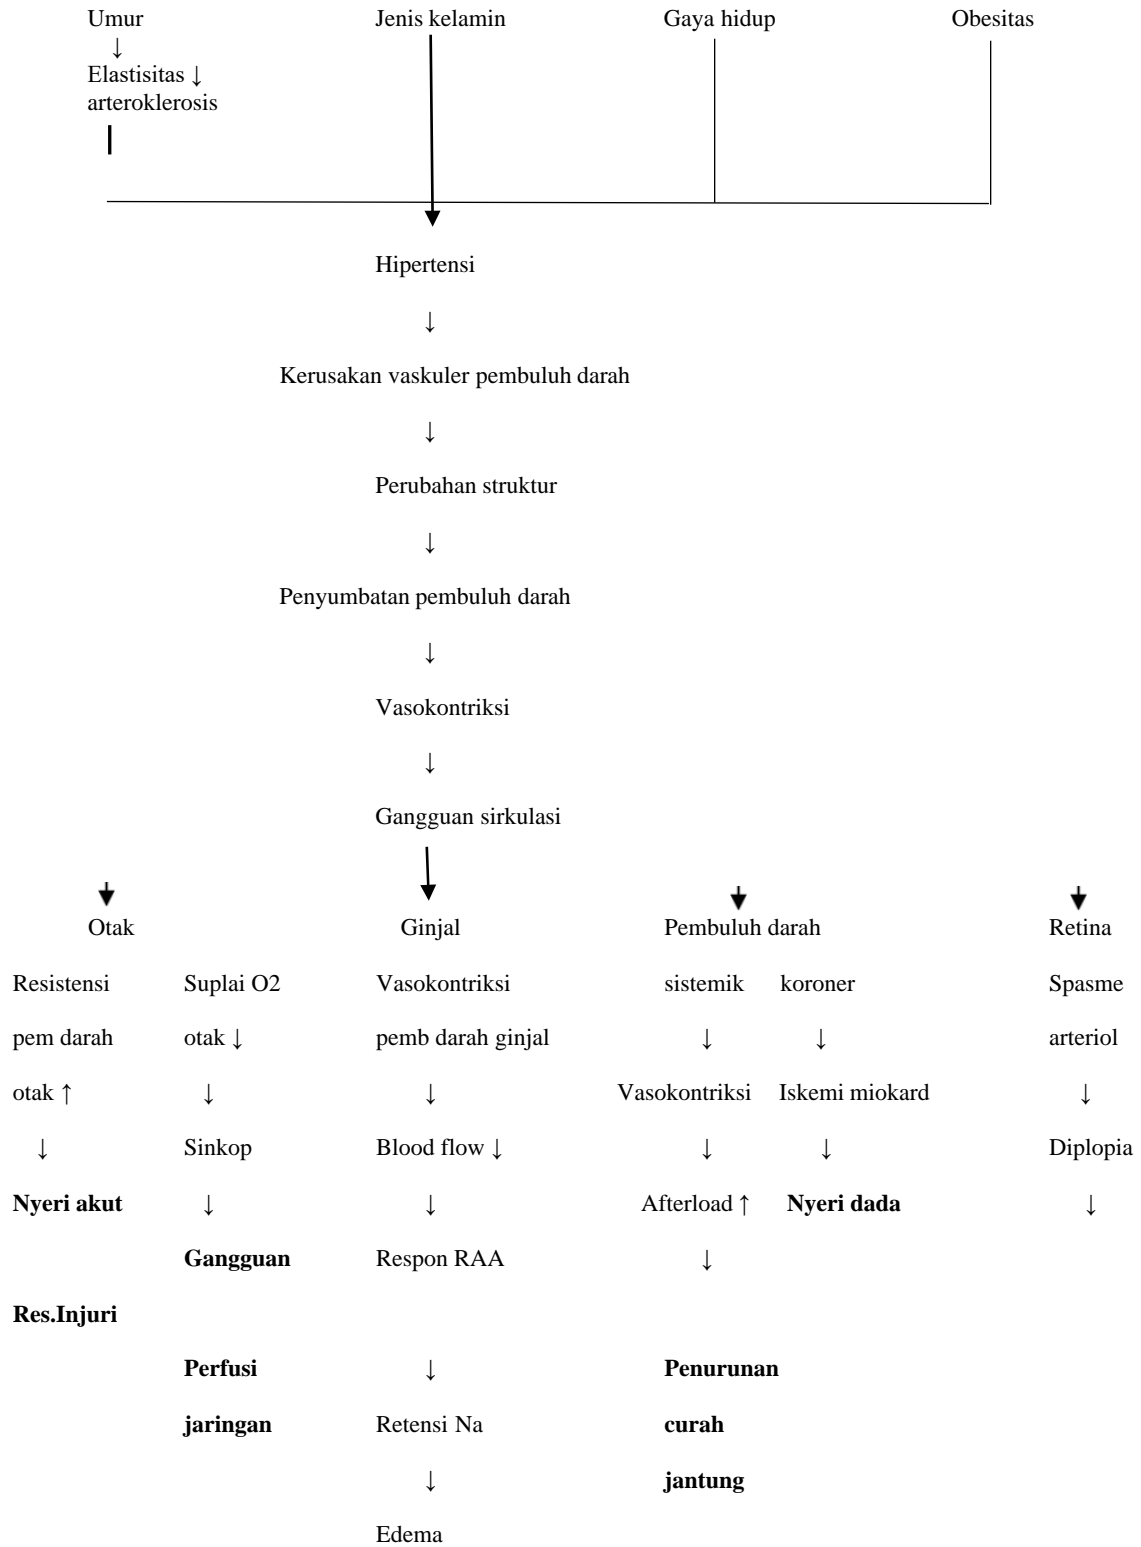 Umur Jenis kelamin Gaya hidup Obesitas
↓
Elastisitas ↓
arteroklerosis
Hipertensi
↓
Kerusakan vaskuler pembuluh darah
↓
Perubahan struktur
↓
Penyumbatan pembuluh darah
↓
Vasokontriksi
↓
Gangguan sirkulasi
Otak Ginjal Pembuluh darah Retina
Resistensi Suplai O2 Vasokontriksi sistemik koroner Spasme
pem darah otak ↓ pemb darah ginjal ↓ ↓ arteriol
otak ↑ ↓ ↓ Vasokontriksi Iskemi miokard ↓
↓ Sinkop Blood flow ↓ ↓ ↓ Diplopia
Nyeri akut ↓ ↓ Afterload ↑ Nyeri dada ↓
Gangguan Respon RAA ↓
Res.Injuri
Perfusi ↓ Penurunan
jaringan Retensi Na curah
↓ jantung
Edema